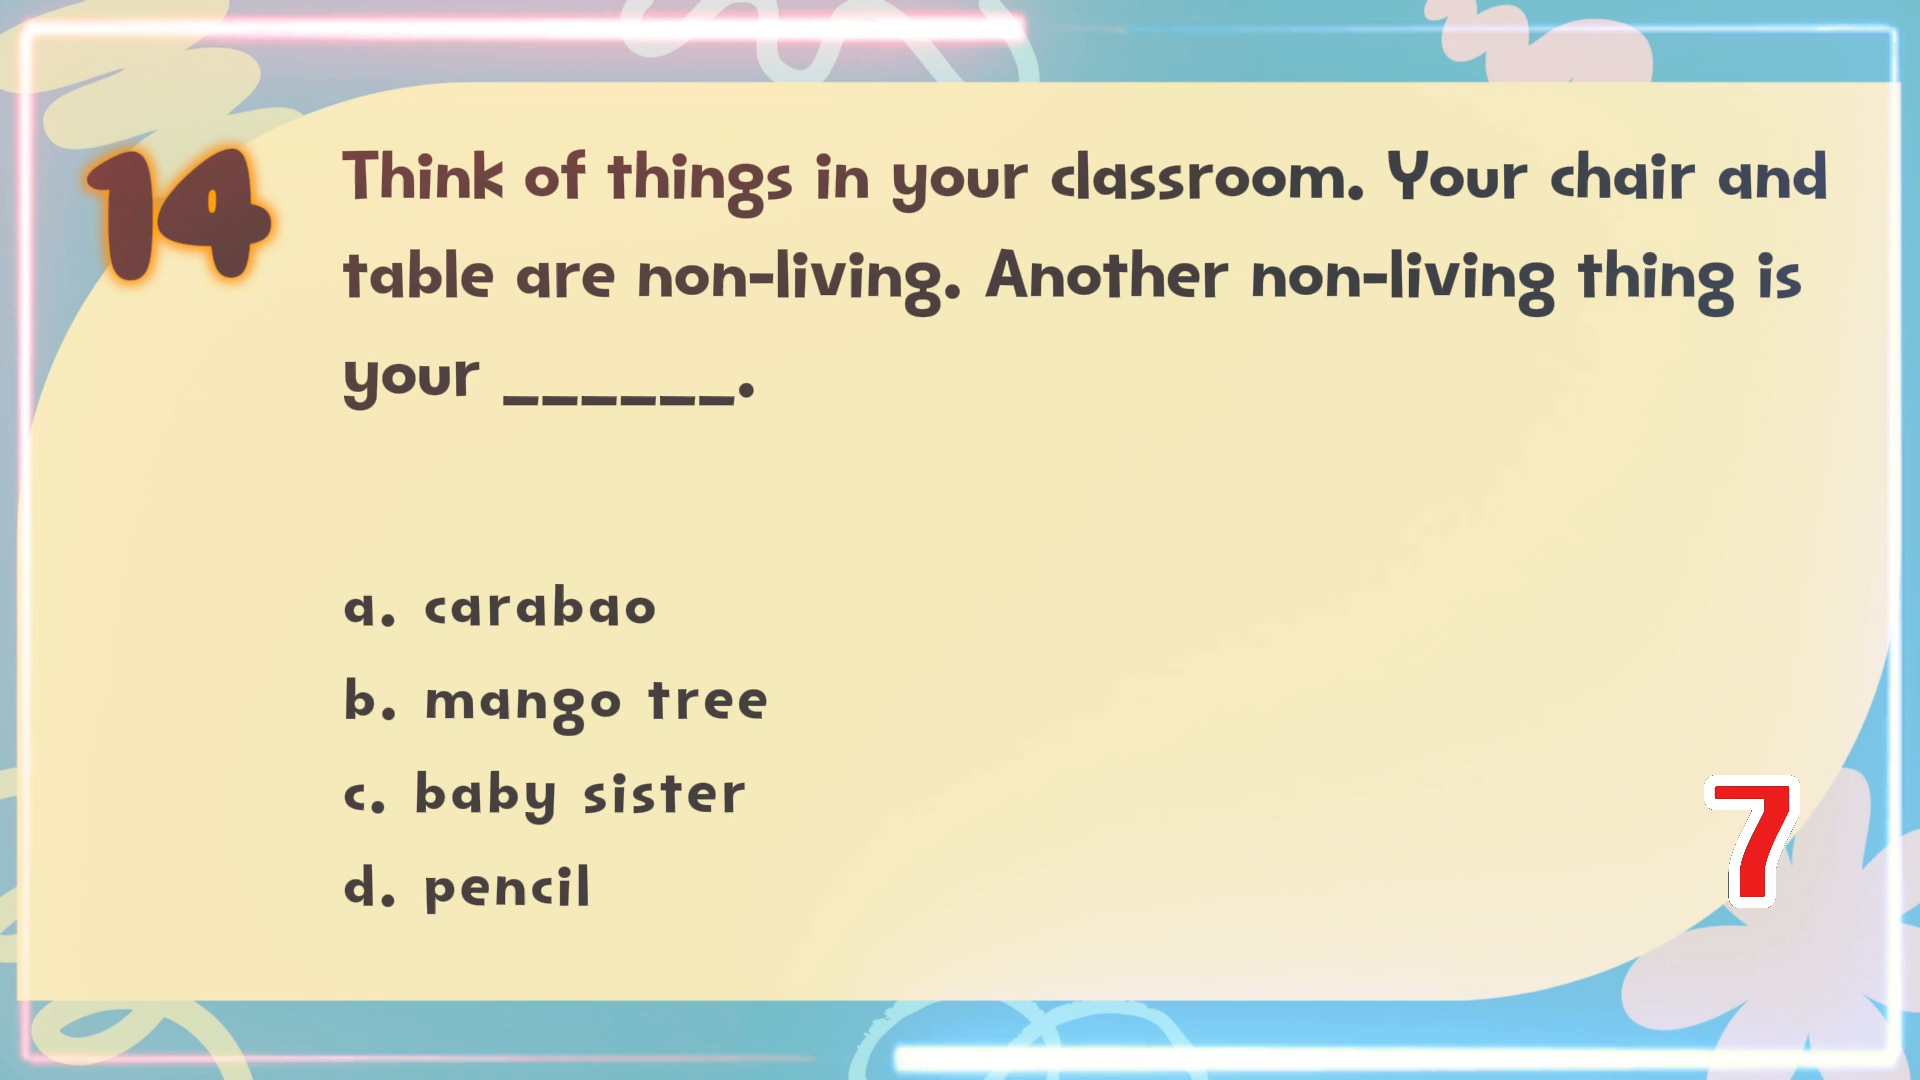 14
Think of things in your classroom. Your chair and
table are non-living. Another non-living thing is
your ______.
a. carabao
b. mango tree
c. baby sister
d. pencil
7